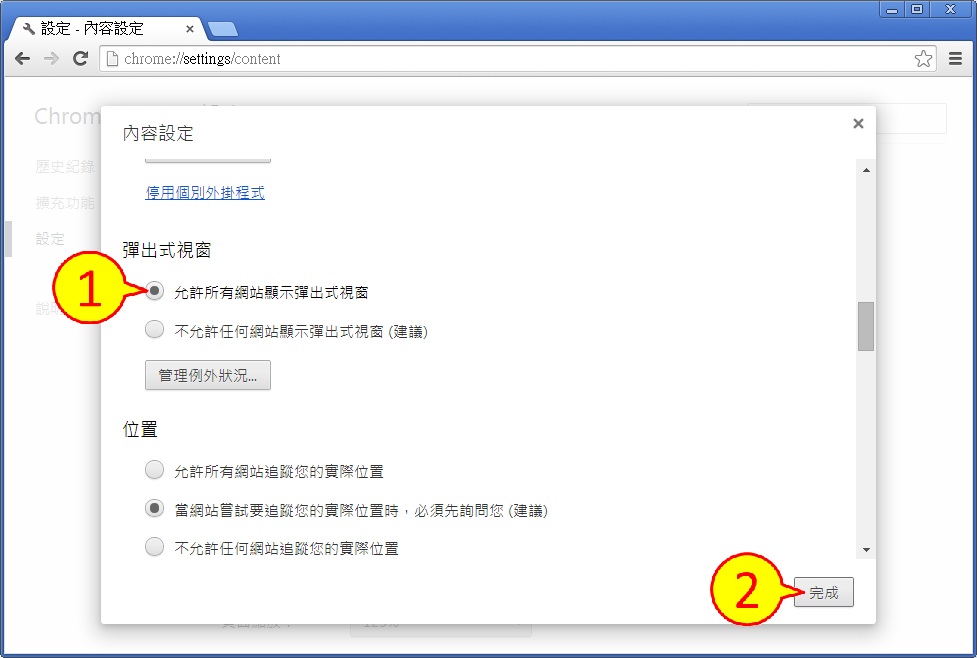 設定 - 內容設定
chrome://settings/content
Chrom
內容設定
歷史紀錄
停用個別外掛程式
擴充功能
設定
彈出式視窗
1
允許所有網站顯示彈出式視窗
不允許任何網站顯示彈出式視窗 (建議)
管理例外狀況...
位置
允許所有網站追蹤您的實際位置
當網站嘗試要追蹤您的實際位置時，必須先詢問您 (建議)
不允許任何網站追蹤您的實際位置
2
完成